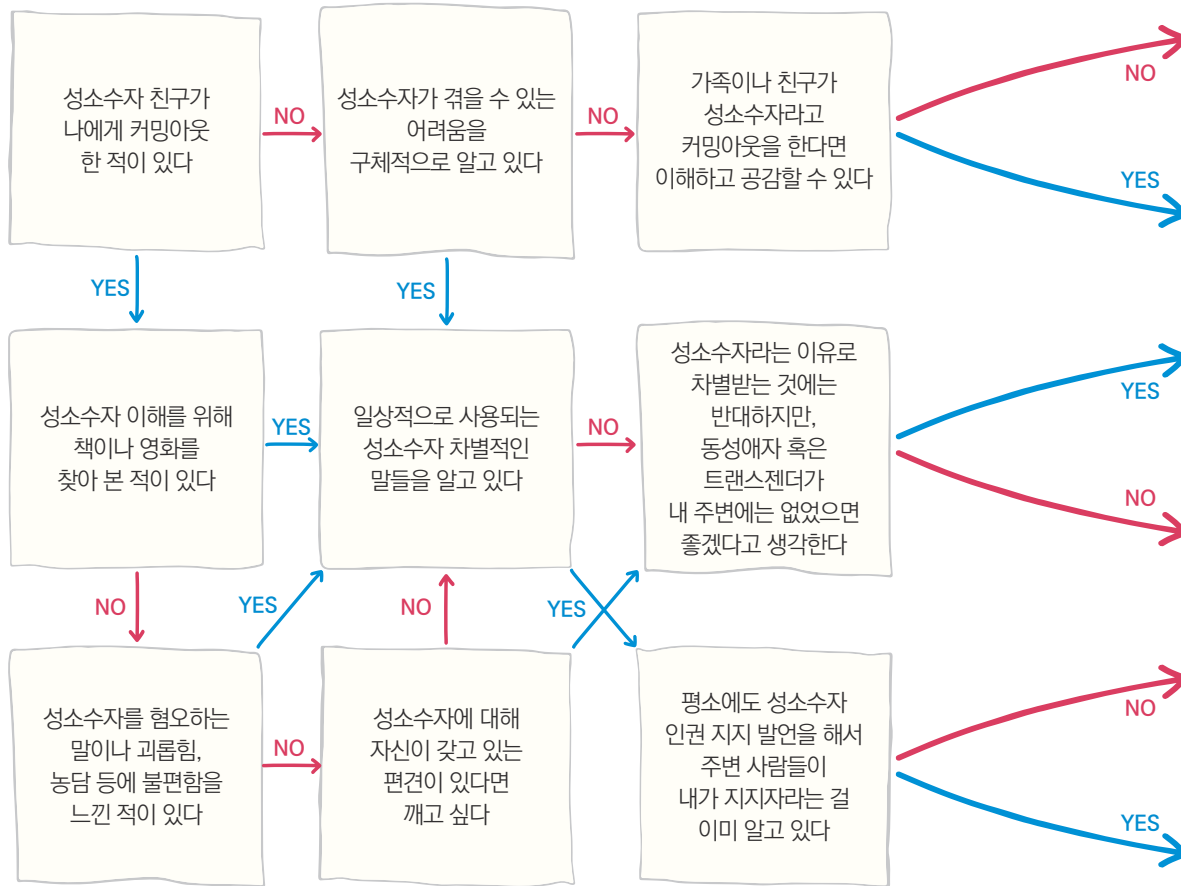 성소수자 친구가
나에게 커밍아웃
한 적이 있다
NO
성소수자가 겪을 수 있는
어려움을
구체적으로 알고 있다
NO
가족이나 친구가
성소수자라고
커밍아웃을 한다면
이해하고 공감할 수 있다
NO
YES
YES
YES
성소수자 이해를 위해
책이나 영화를
찾아 본 적이 있다
YES
일상적으로 사용되는
성소수자 차별적인
말들을 알고 있다
NO
성소수자라는 이유로
차별받는 것에는
반대하지만,
동성애자 혹은
트랜스젠더가
내 주변에는 없었으면
좋겠다고 생각한다
YES
NO
NO
YES
NO
YES
성소수자를 혐오하는
말이나 괴롭힘,
농담 등에 불편함을
느낀 적이 있다
NO
성소수자에 대해
자신이 갖고 있는
편견이 있다면
깨고 싶다
평소에도 성소수자
인권 지지 발언을 해서
주변 사람들이
내가 지지자라는 걸
이미 알고 있다
NO
YES